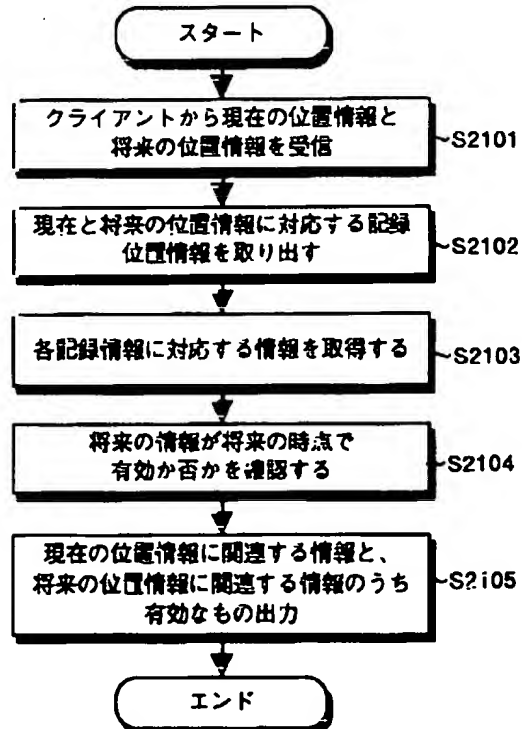 スタート
クライアントから現在の位置情報と
将来の位置情報を受信
~S2101
現在と将来の位置情報に対応する記録
位置情報を取り出す
~S2102
各記録情報に対応する情報を取得する
~S2103
将来の情報が将来の時点で
有効か否かを確認する
~S2104
現在の位置情報に関連する情報と、
将来の位置情報に関連する情報のうち
有効なもの出力
~S2105
エンド